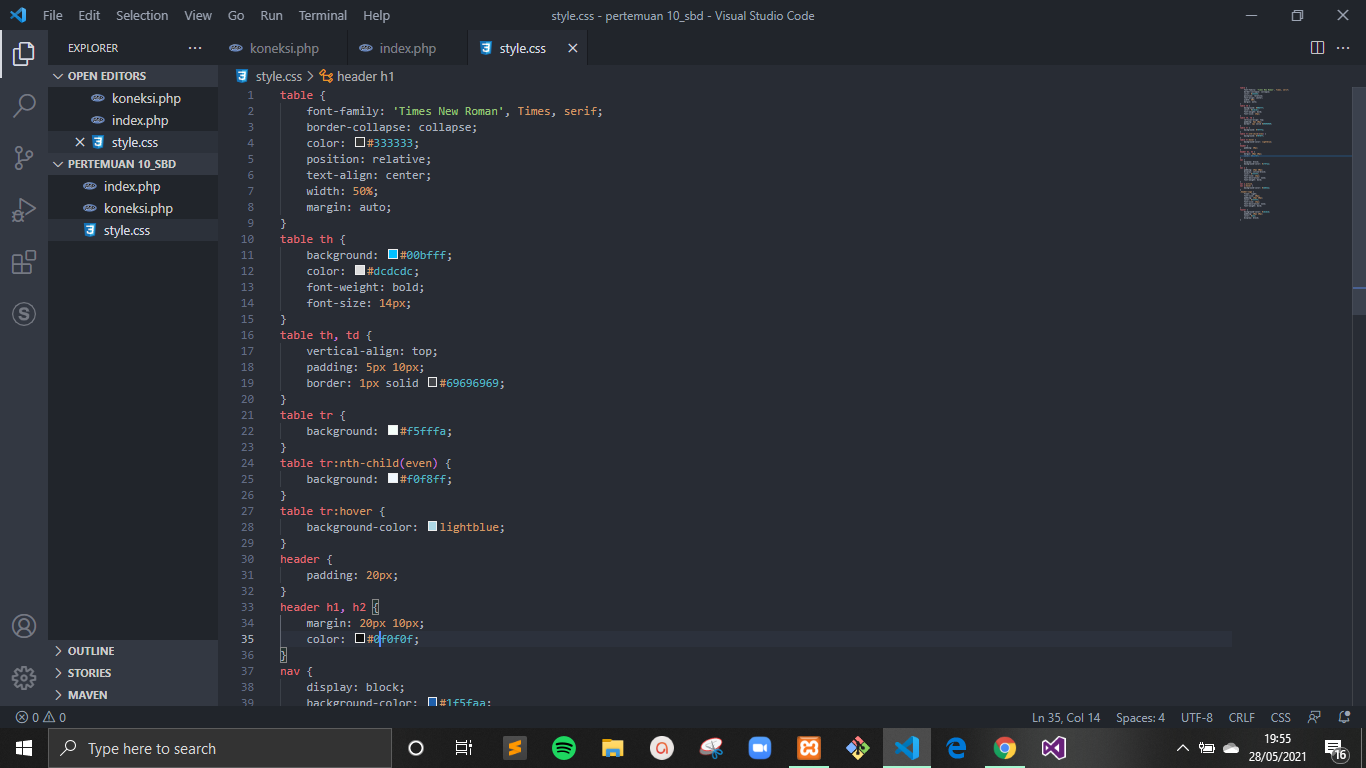 File Edit Selection View Go Run Terminal Help
style.css - pertemuan 10_sbd - Visual Studio Code
EXPLORER
OPEN EDITORS
koneksi.php
index.php
style.css
PERTEMUAN 10_SBD
index.php
koneksi.php
style.css
OUTLINE
STORIES
MAVEN
koneksi.php
index.php
style.css
style.css > header h1
1 table {
2 font-family: 'Times New Roman', Times, serif;
3 border-collapse: collapse;
4 color: #333333;
5 position: relative;
6 text-align: center;
7 width: 50%;
8 margin: auto;
9 }
10 table th {
11 background: #00bfff;
12 color: #dcdcdc;
13 font-weight: bold;
14 font-size: 14px;
15 }
16 table th, td {
17 vertical-align: top;
18 padding: 5px 10px;
19 border: 1px solid #69696969;
20 }
21 table tr {
22 background: #f5fffa;
23 }
24 table tr:nth-child(even) {
25 background: #f0f8ff;
26 }
27 table tr:hover {
28 background-color: lightblue;
29 }
30 header {
31 padding: 20px;
32 }
33 header h1, h2 {
34 margin: 20px 10px;
35 color: #0f0f0f;
36 }
37 nav {
38 display: block;
39 background-color: #1f5faa;
0 0
Ln 35, Col 14 Spaces: 4 UTF-8 CRLF CSS
Type here to search
19:55
28/05/2021
16